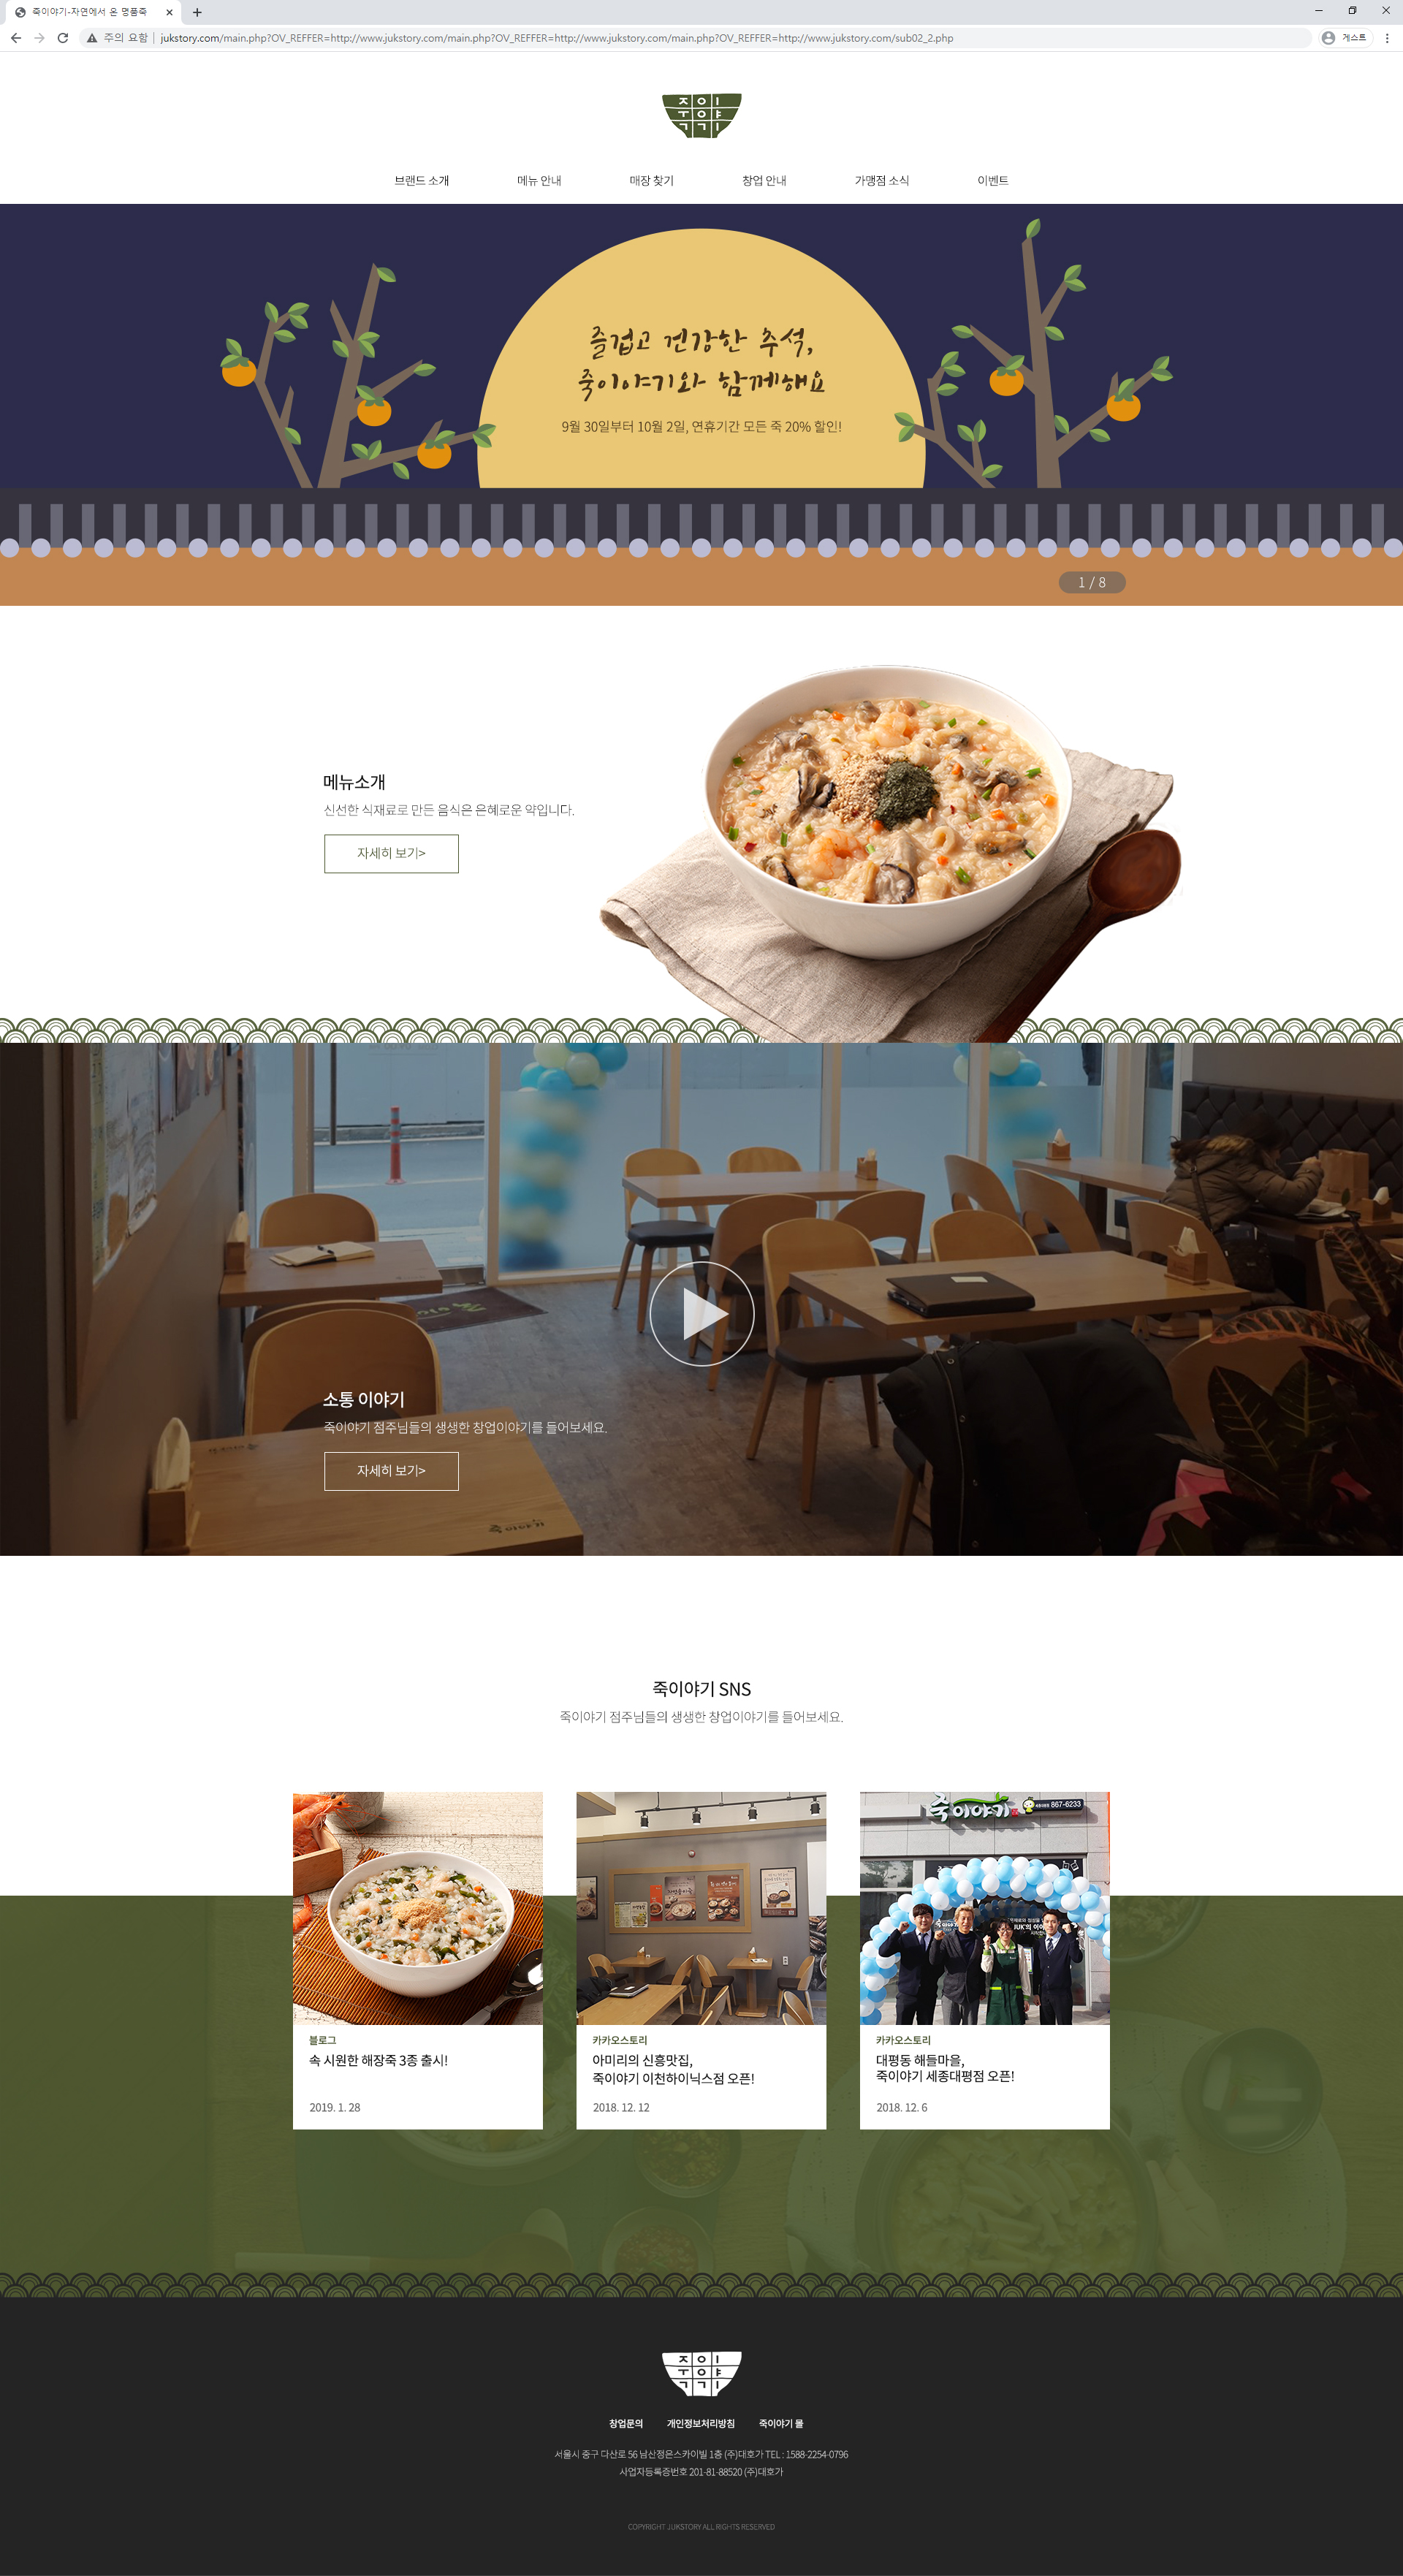 죽이야기-자연에서 온 명품죽
주의 요함
jukstory.com/main.php?OV_REFFER=http://www.jukstory.com/main.php?OV_REFFER=http://www.jukstory.com/main.php?OV_REFFER=http://www.jukstory.com/sub02_2.php
게스트
죽이야기
브랜드 소개
메뉴 안내
매장 찾기
창업 안내
가맹점 소식
이벤트
즐겁고 건강한 추석,
죽이야기와 함께해요
9월 30일부터 10월 2일, 연휴기간 모든 죽 20% 할인!
1 / 8
메뉴소개
신선한 식재료로 만든 음식은 은혜로운 약입니다.
자세히 보기>
소통 이야기
죽이야기 점주님들의 생생한 창업이야기를 들어보세요.
자세히 보기>
죽이야기
죽이야기 SNS
죽이야기 점주님들의 생생한 창업이야기를 들어보세요.
죽이야기
867-6233
블로그
속 시원한 해장죽 3종 출시!
2019. 1. 28
카카오스토리
아미리의 신흥맛집,
죽이야기 이천하이닉스점 오픈!
2018. 12. 12
카카오스토리
대평동 해들마을,
죽이야기 세종대평점 오픈!
2018. 12. 6
죽이야기
창업문의
개인정보처리방침
죽이야기 몰
서울시 중구 다산로 56 남산정은스카이빌 1층 (주)대호가 TEL : 1588-2254-0796
사업자등록증번호 201-81-88520 (주)대호가
COPYRIGHT JUKSTORY ALL RIGHTS RESERVED